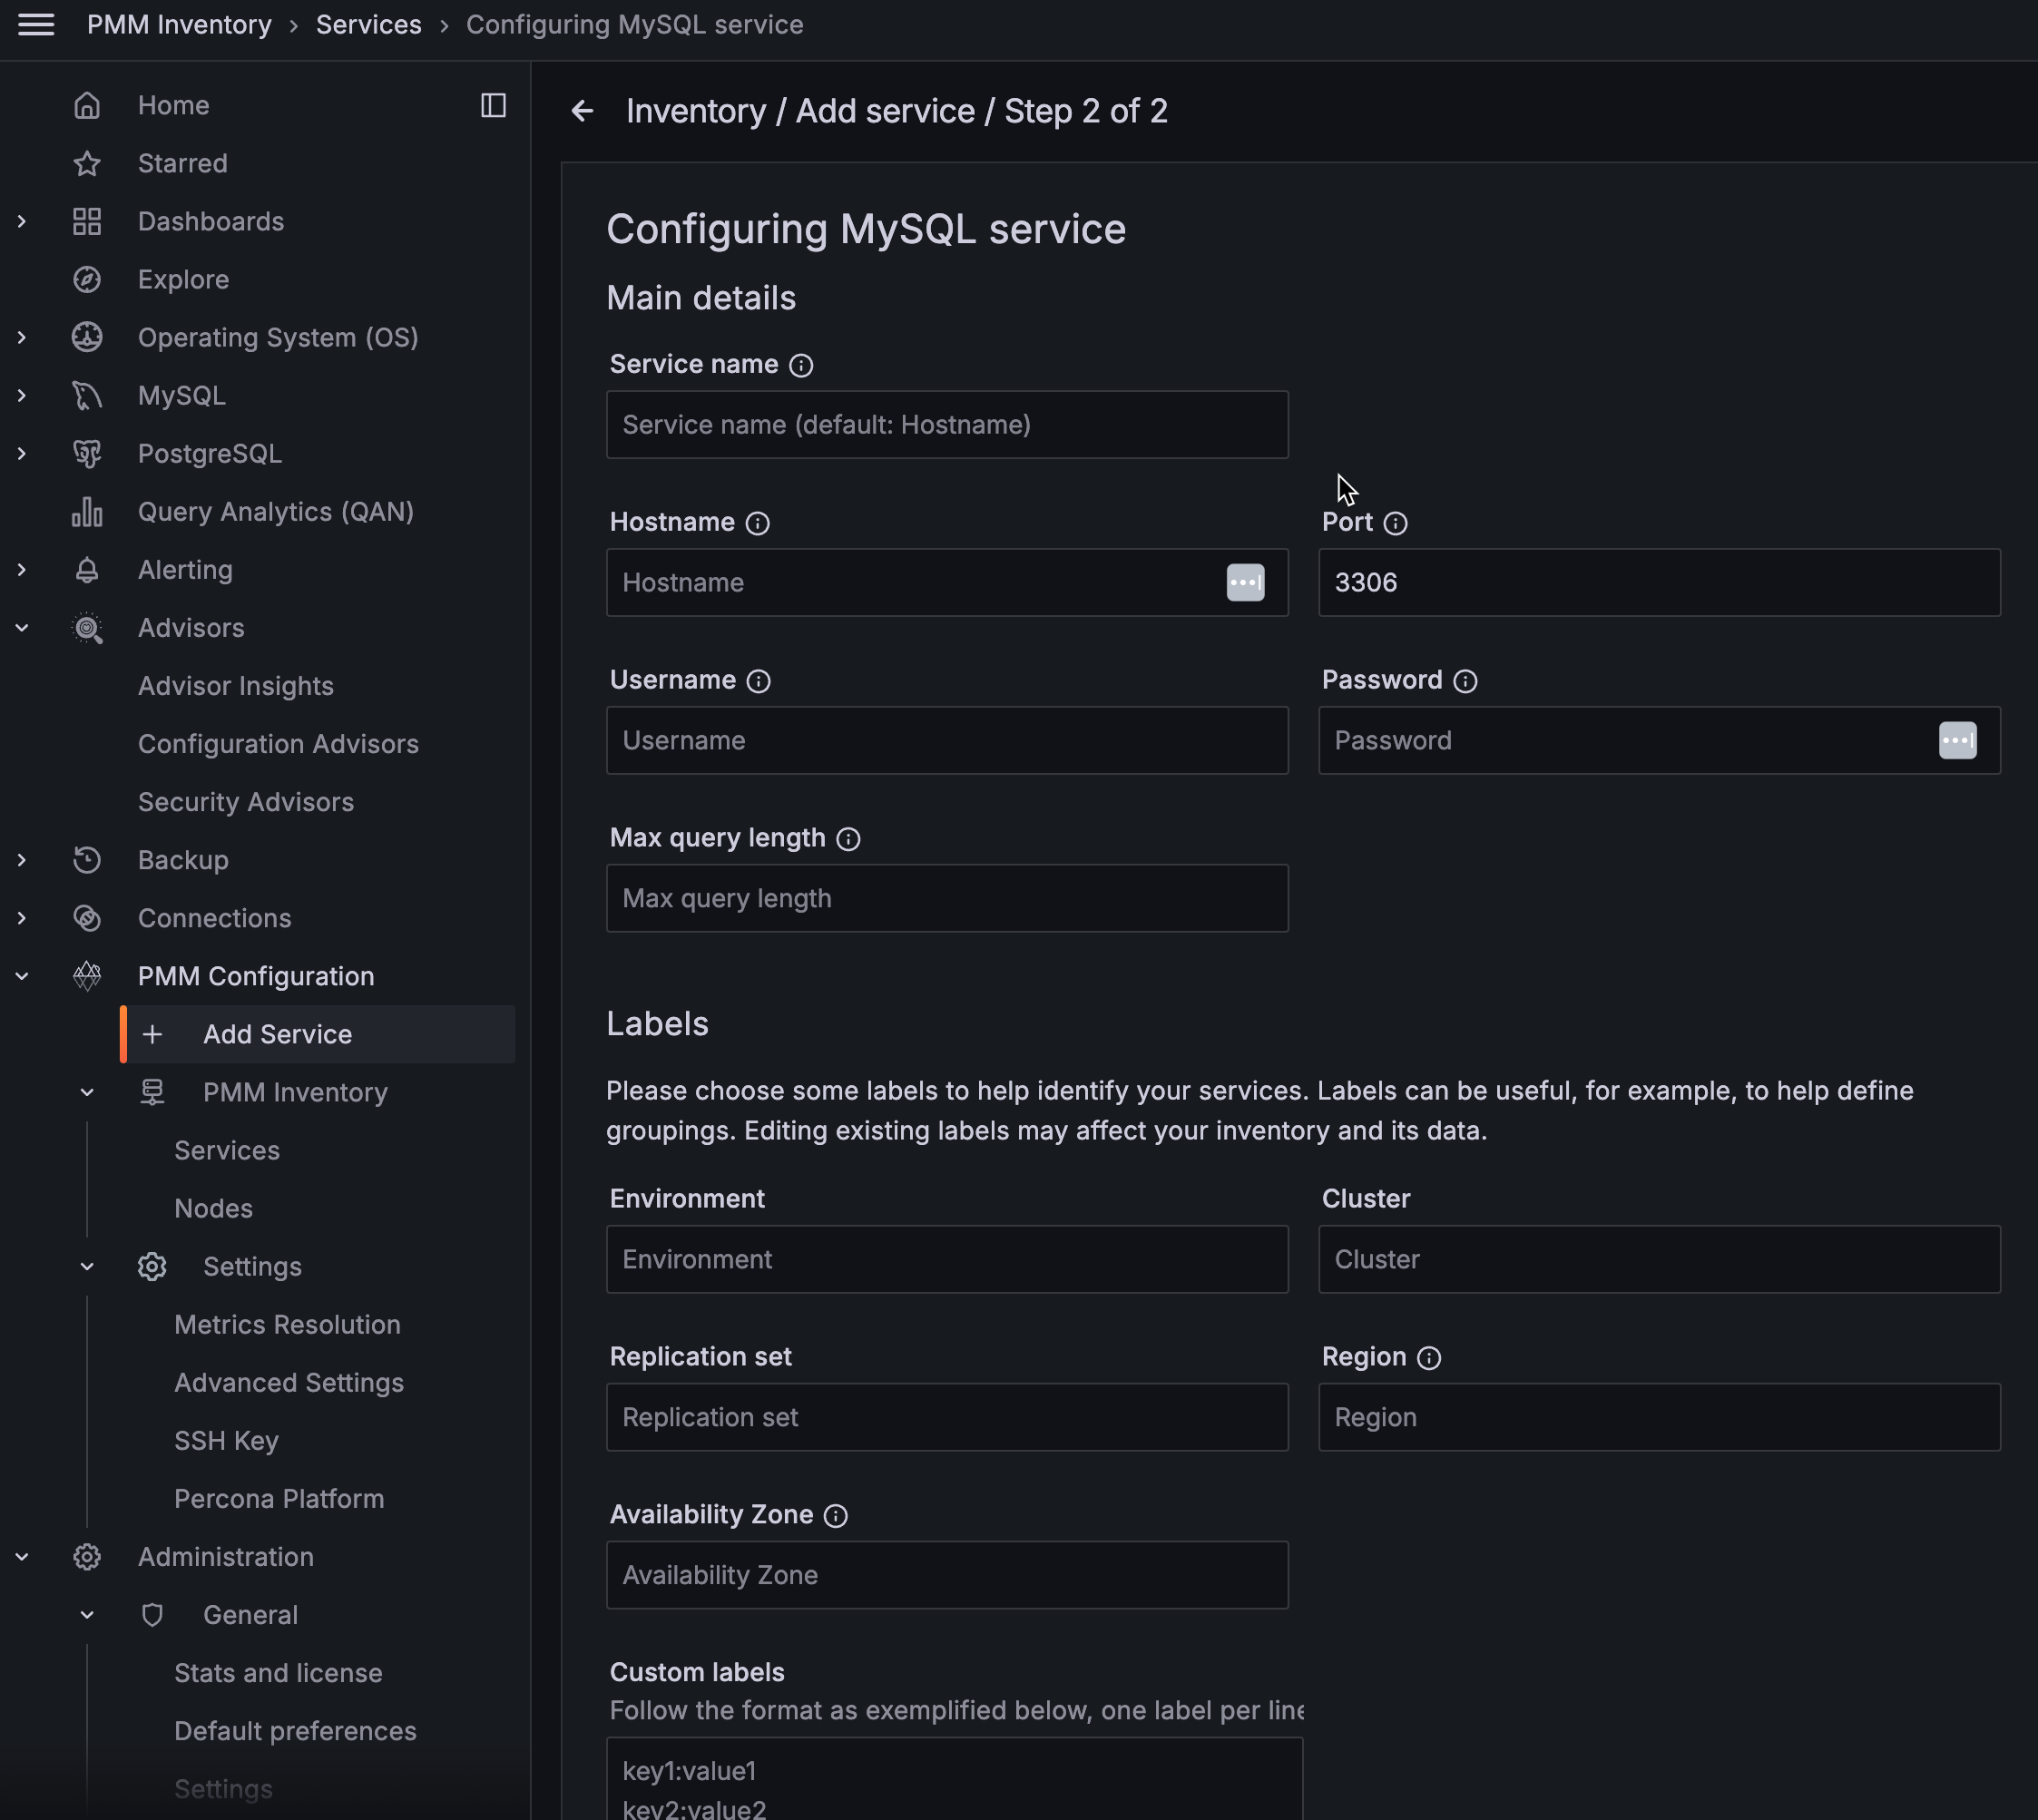 PMM Inventory › Services › Configuring MySQL service
Home
Starred
Dashboards
Explore
Operating System (OS)
MySQL
PostgreSQL
Query Analytics (QAN)
Alerting
Advisors
Advisor Insights
Configuration Advisors
Security Advisors
Backup
Connections
PMM Configuration
Add Service
PMM Inventory
Services
Nodes
Settings
Metrics Resolution
Advanced Settings
SSH Key
Percona Platform
Administration
General
Stats and license
Default preferences
Settings
Inventory / Add service / Step 2 of 2
Configuring MySQL service
Main details
Service name
Service name (default: Hostname)
Hostname
Hostname
Port
3306
Username
Username
Password
Password
Max query length
Max query length
Labels
Please choose some labels to help identify your services. Labels can be useful, for example, to help define
groupings. Editing existing labels may affect your inventory and its data.
Environment
Environment
Cluster
Cluster
Replication set
Replication set
Region
Region
Availability Zone
Availability Zone
Custom labels
Follow the format as exemplified below, one label per line
key1:value1
key2:value2